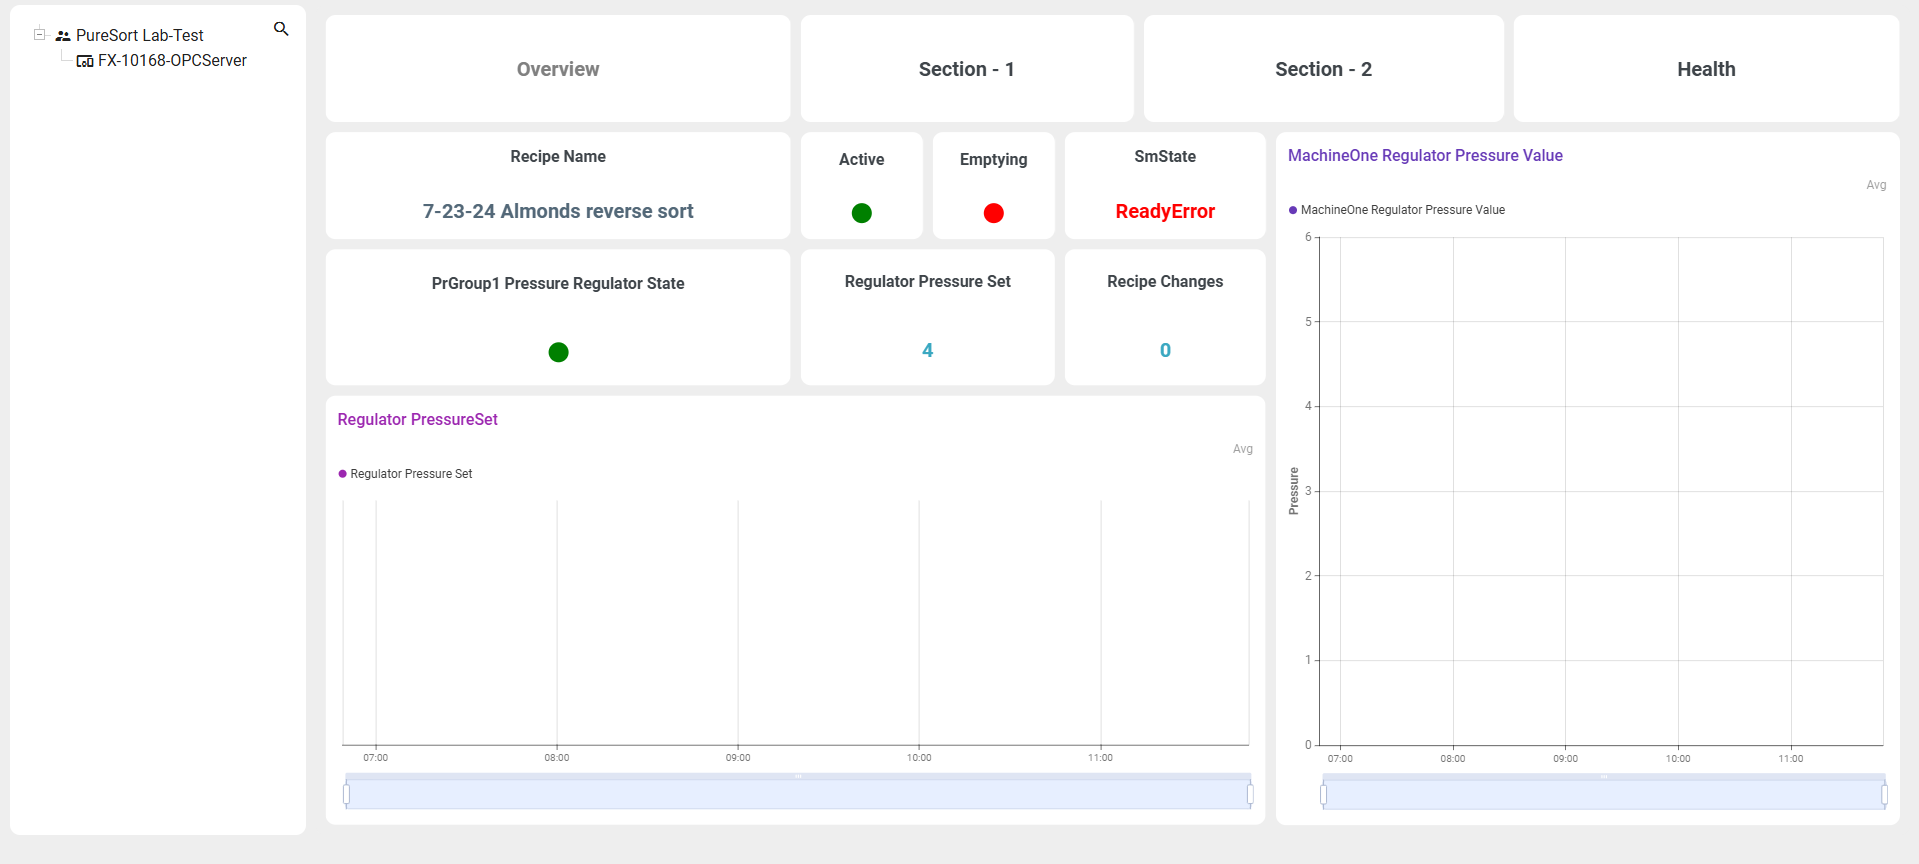 PureSort Lab-Test
FX-10168-OPCServer
Overview
Section - 1
Section - 2
Health
Recipe Name
7-23-24 Almonds reverse sort
Active
Emptying
SmState
ReadyError
PrGroup1 Pressure Regulator State
Regulator Pressure Set
4
Recipe Changes
0
Regulator PressureSet
Avg
Regulator Pressure Set
07:00
08:00
09:00
10:00
11:00
MachineOne Regulator Pressure Value
Avg
MachineOne Regulator Pressure Value
Pressure
6
5
4
3
2
1
0
07:00
08:00
09:00
10:00
11:00